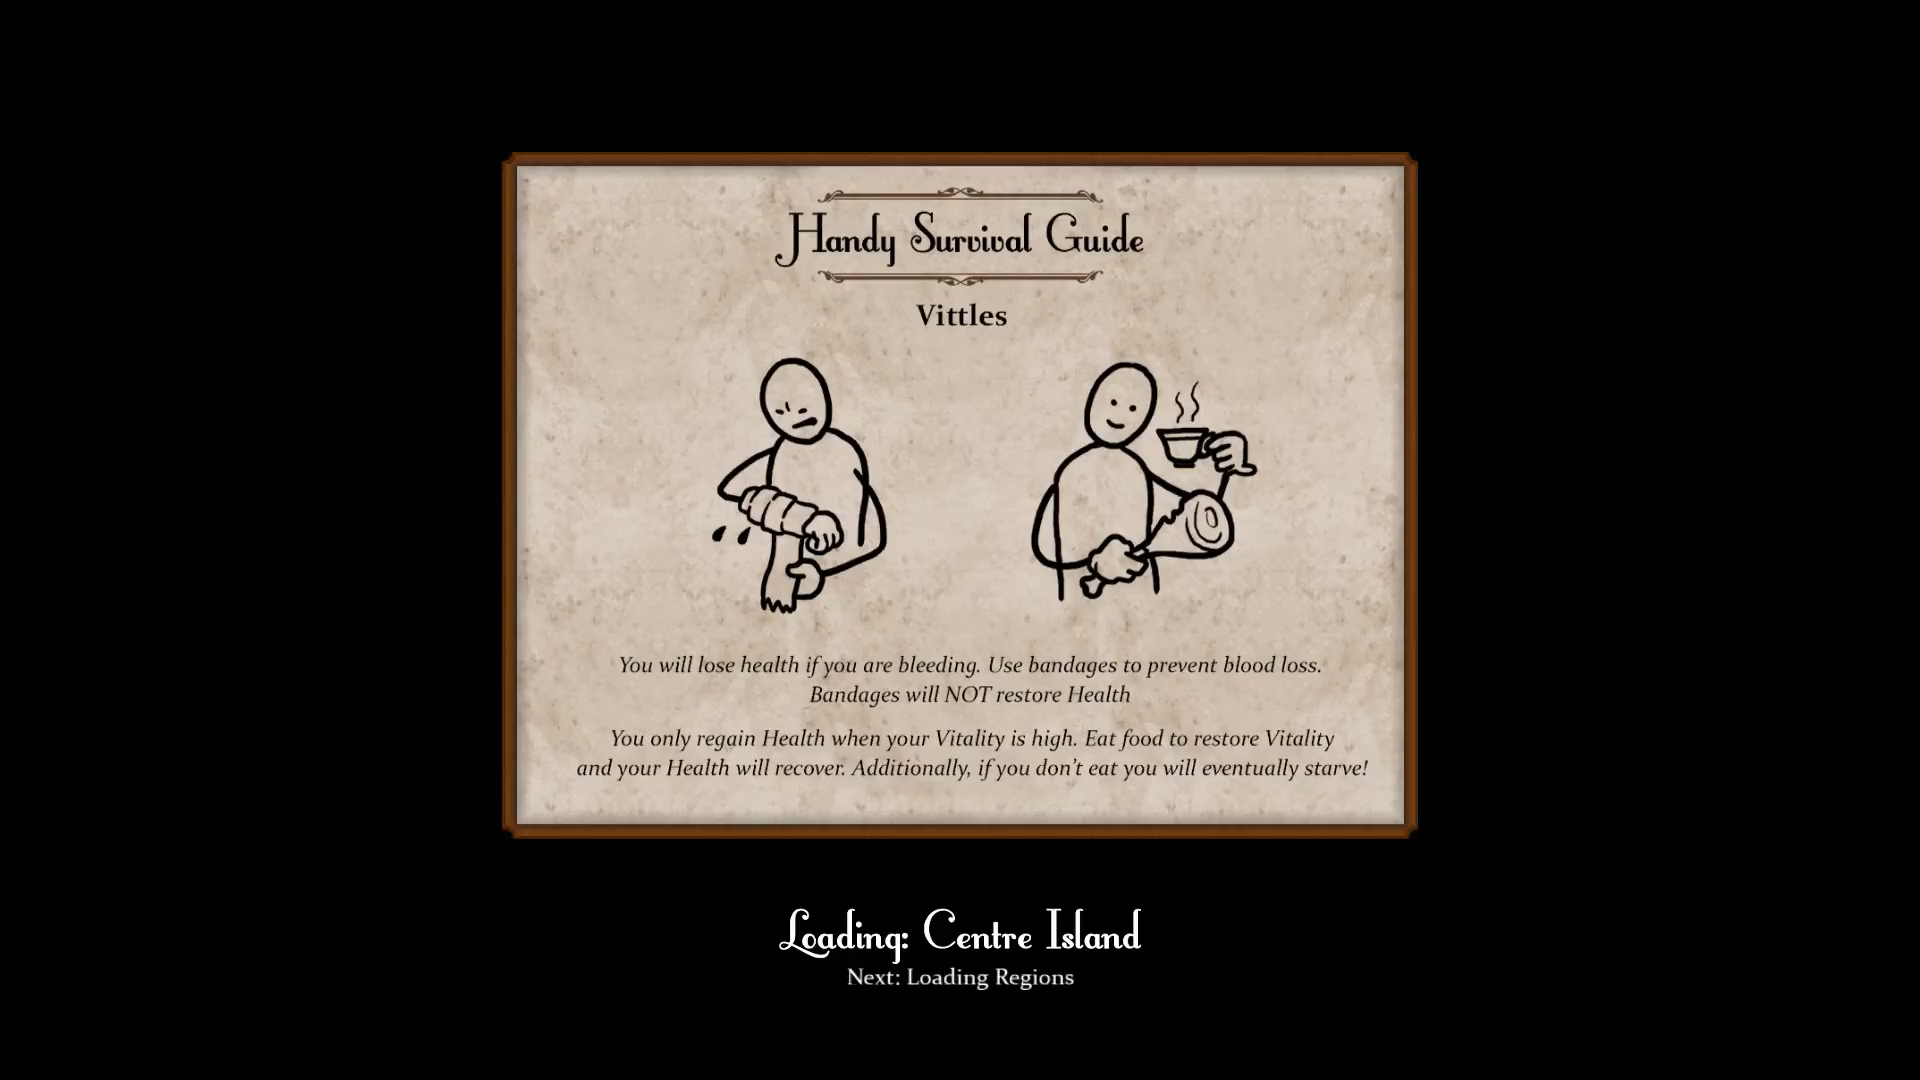 Handy Survival Guide
Vittles
You will lose health if you are bleeding. Use bandages to prevent blood loss.
Bandages will NOT restore Health
You only regain Health when your Vitality is high. Eat food to restore Vitality
and your Health will recover. Additionally, if you don't eat you will eventually starve!
Loading: Centre Island
Next: Loading Regions